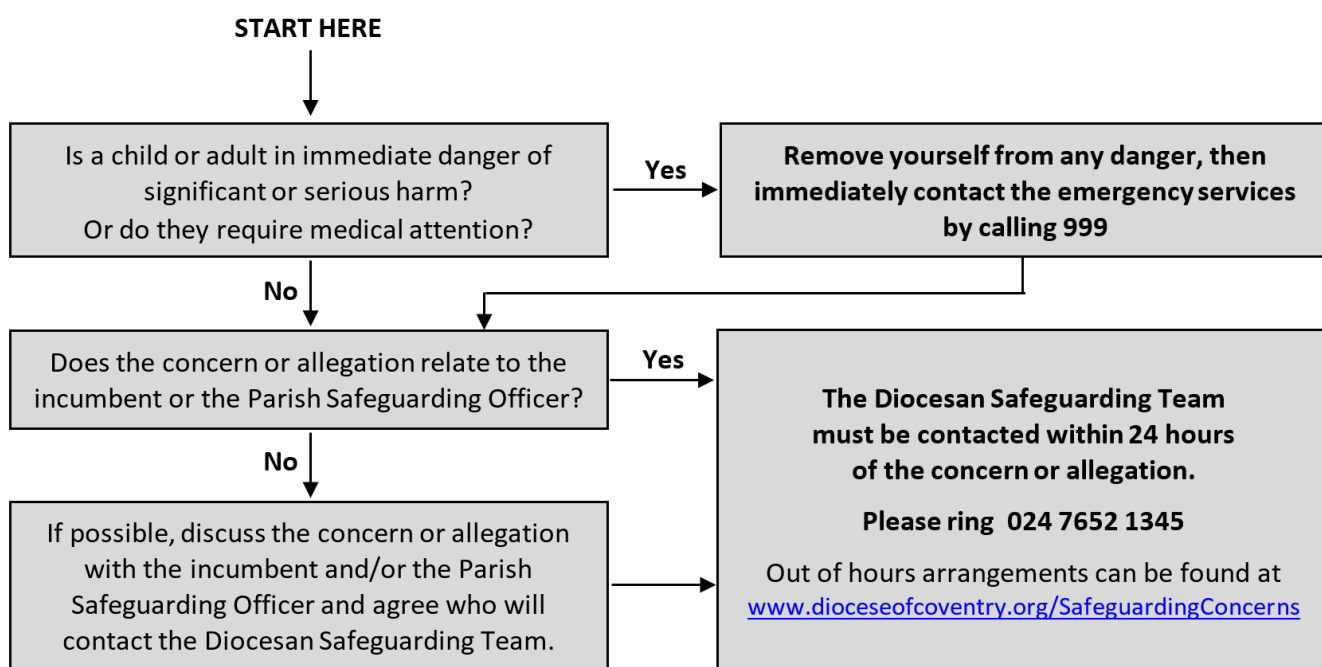 START HERE
Is a child or adult in immediate danger of
significant or serious harm?
Or do they require medical attention?
Yes
Remove yourself from any danger, then
immediately contact the emergency services
by calling 999
No
Does the concern or allegation relate to the
incumbent or the Parish Safeguarding Officer?
Yes
The Diocesan Safeguarding Team
must be contacted within 24 hours
of the concern or allegation.
Please ring 024 7652 1345
Out of hours arrangements can be found at
www.dioceseofcoventry.org/SafeguardingConcerns
No
If possible, discuss the concern or allegation
with the incumbent and/or the Parish
Safeguarding Officer and agree who will
contact the Diocesan Safeguarding Team.